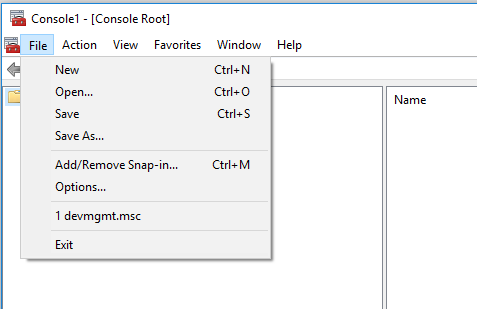 Console1 - [Console Root]
File Action View Favorites Window Help
New Ctrl+N
Open... Ctrl+O
Save Ctrl+S
Save As...
Add/Remove Snap-in... Ctrl+M
Options...
1 devmgmt.msc
Exit
Name